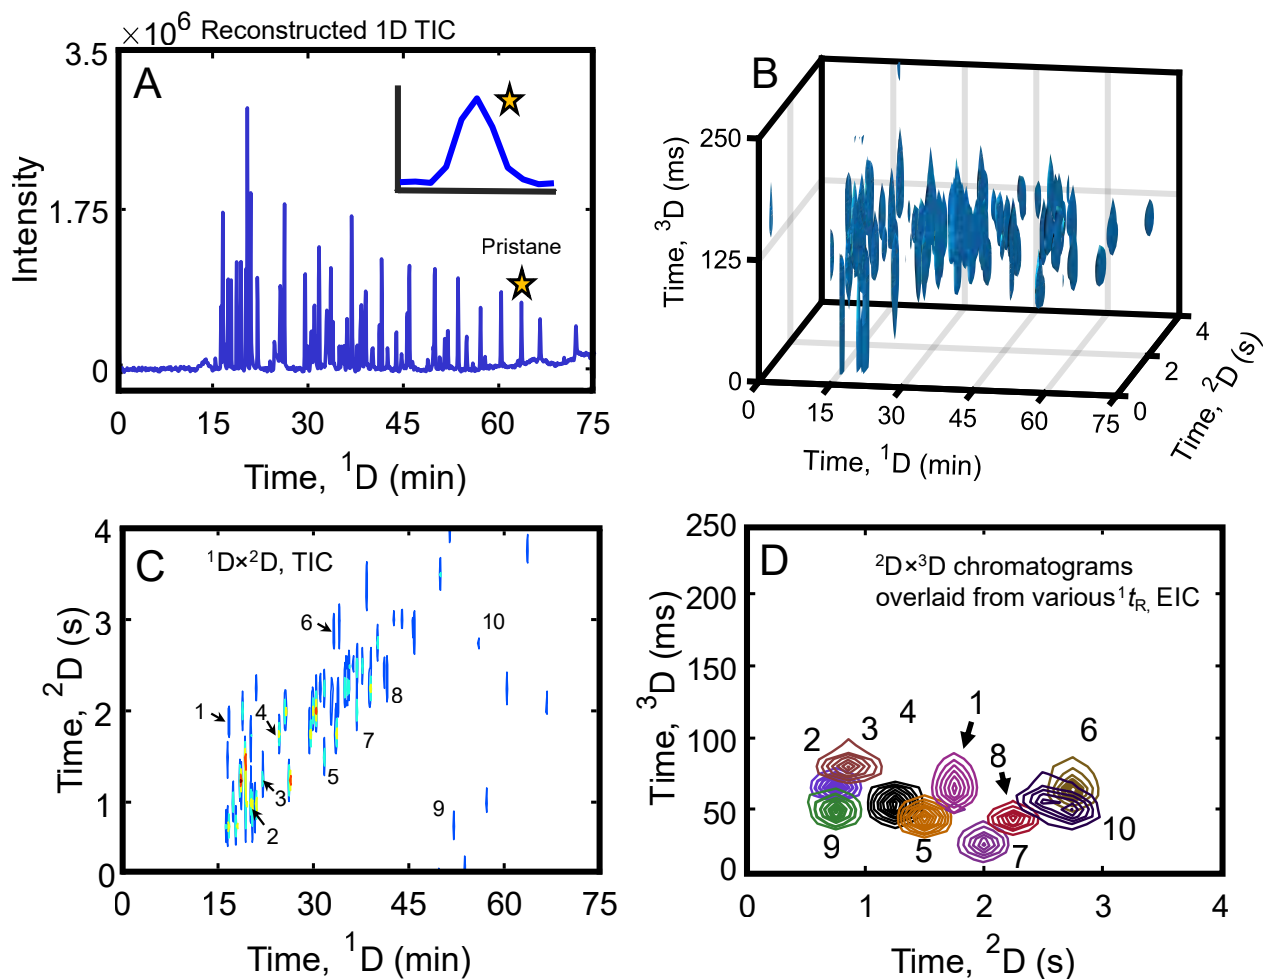 ×10⁶ Reconstructed 1D TIC
3.5
A
Intensity
1.75
Pristane
0
0 15 30 45 60 75
Time, ¹D (min)
B
250
Time, ³D (ms)
125
0
0 15 30 45 60 75
Time, ¹D (min)
4
2
0
Time, ²D (s)
4
C ¹D×²D, TIC
3
Time, ²D (s)
2
1
0
6
10
1
4
8
7
5
3
9
2
0 15 30 45 60 75
Time, ¹D (min)
250
D ²D×³D chromatograms
overlaid from various ¹tR, EIC
200
Time, ³D (ms)
150
100
50
0
1
4
3
2
6
8
10
9
5
7
0 1 2 3 4
Time, ²D (s)